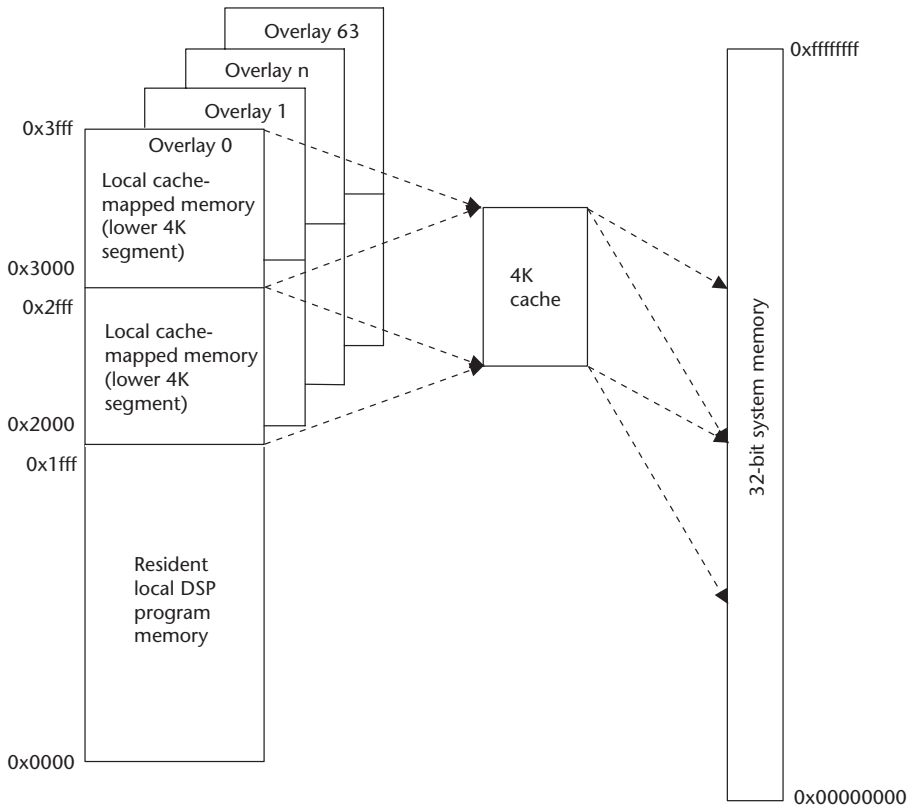 Overlay 63
0xffffffff
Overlay n
Overlay 1
0x3fff
Overlay 0
Local cache-
mapped memory
(lower 4K
segment)
0x3000
0x2fff
Local cache-
mapped memory
(lower 4K
segment)
0x2000
0x1fff
Resident
local DSP
program
memory
0x0000
4K
cache
32-bit system memory
0x00000000